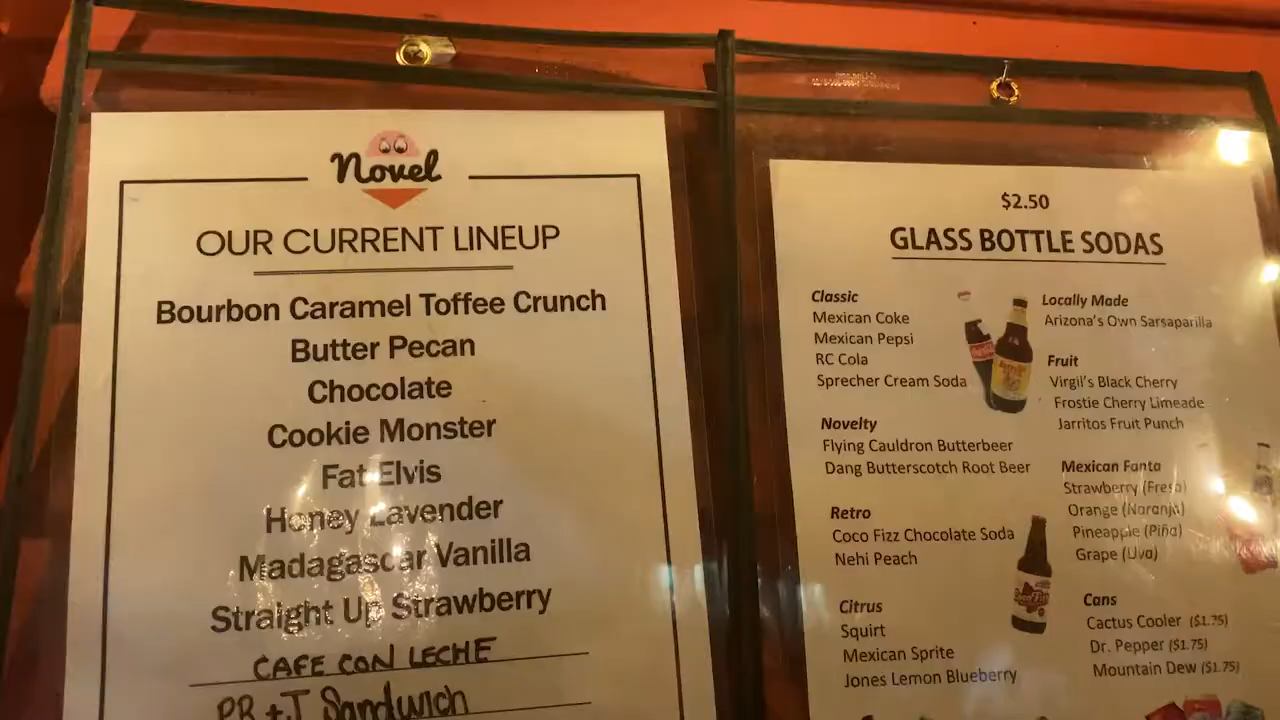 Novel
OUR CURRENT LINEUP
Bourbon Caramel Toffee Crunch
Butter Pecan
Chocolate
Cookie Monster
Fat Elvis
Honey Lavender
Madagascar Vanilla
Straight Up Strawberry
CAFE CON LECHE
PB + J Sandwich
$2.50
GLASS BOTTLE SODAS
Classic
Mexican Coke
Mexican Pepsi
RC Cola
Sprecher Cream Soda
Novelty
Flying Cauldron Butterbeer
Dang Butterscotch Root Beer
Retro
Coco Fizz Chocolate Soda
Nehi Peach
Citrus
Squirt
Mexican Sprite
Jones Lemon Blueberry
Locally Made
Arizona's Own Sarsaparilla
Fruit
Virgil's Black Cherry
Frostie Cherry Limeade
Jarritos Fruit Punch
Mexican Fanta
Strawberry (Fresa)
Orange (Naranja)
Pineapple (Piña)
Grape (Uva)
Cans
Cactus Cooler ($1.75)
Dr. Pepper ($1.75)
Mountain Dew ($1.75)